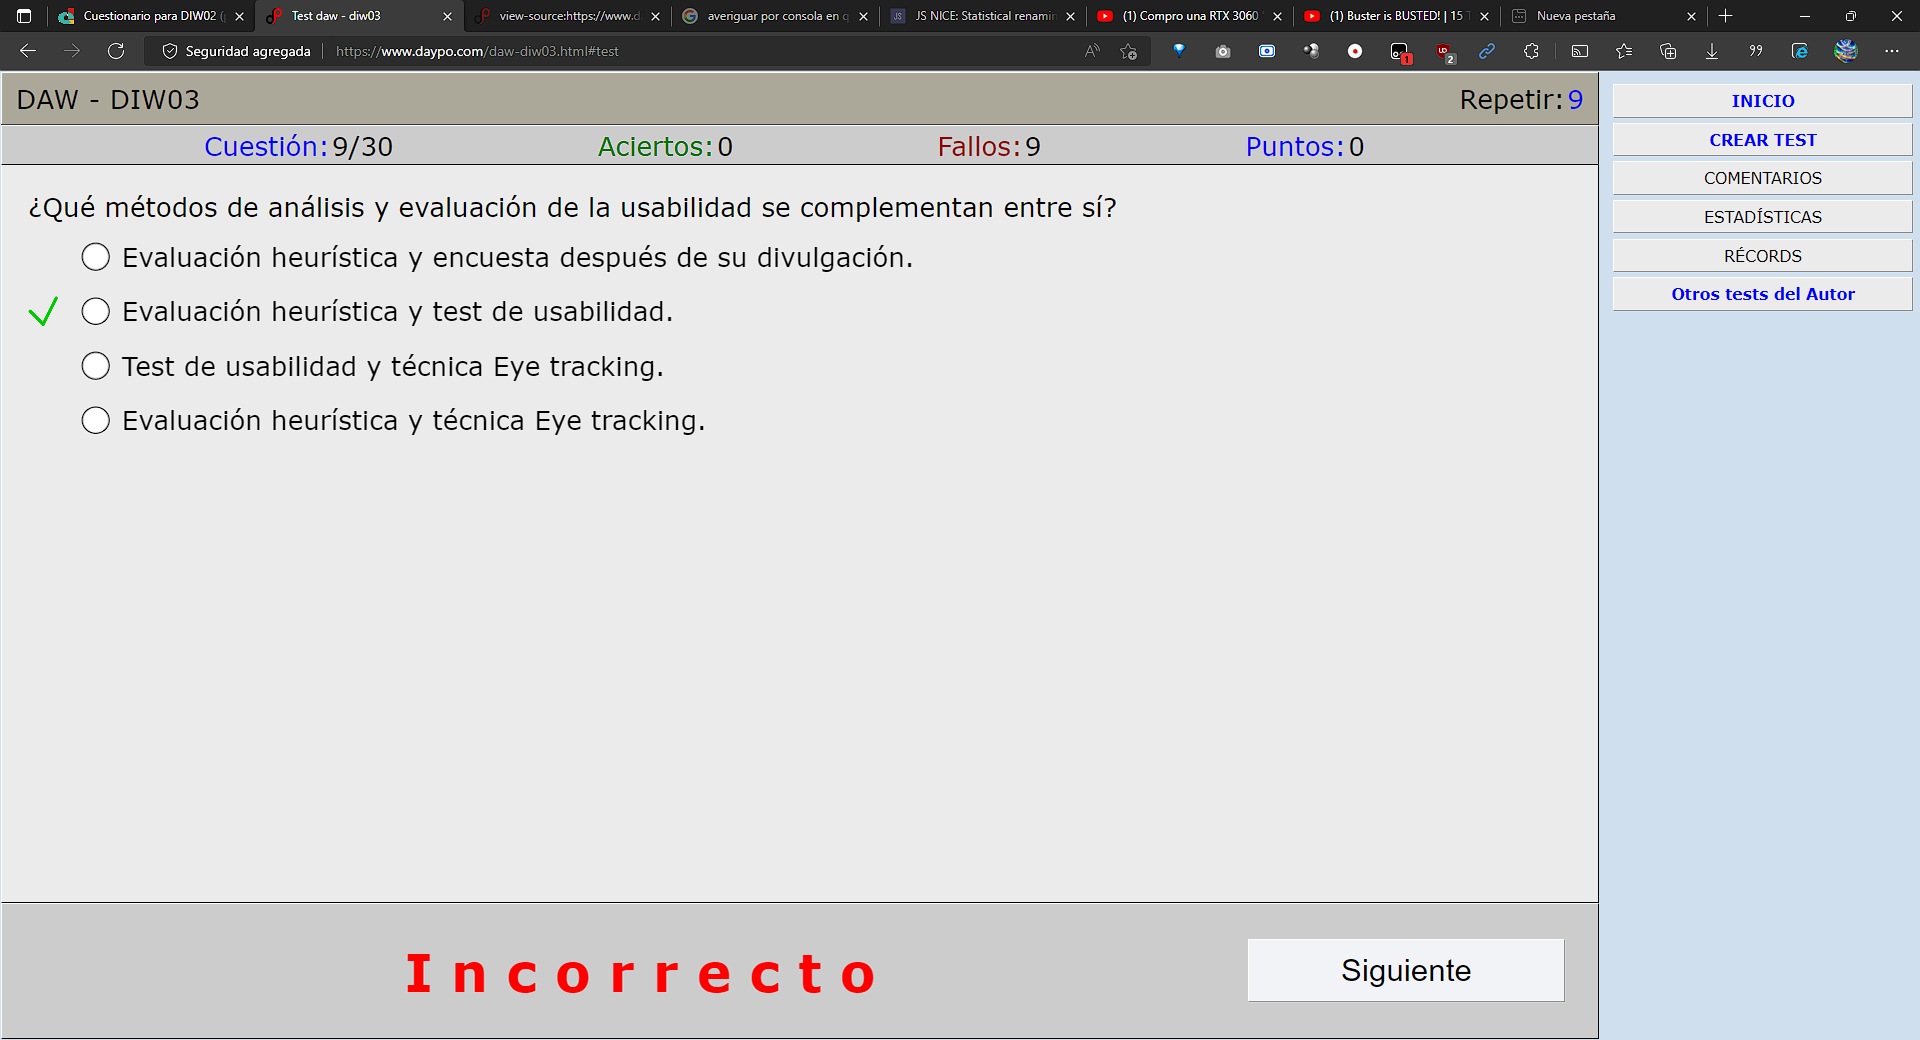 Cuestionario para DIW02 (
Test daw - diw03
view-source:https://www.d
averiguar por consola en q
JS NICE: Statistical renamin
(1) Compro una RTX 3060
(1) Buster is BUSTED! | 15 T
Nueva pestaña
Seguridad agregada
https://www.daypo.com/daw-diw03.html#test
1
2
DAW - DIW03
Repetir: 9
Cuestión: 9/30
Aciertos: 0
Fallos: 9
Puntos: 0
¿Qué métodos de análisis y evaluación de la usabilidad se complementan entre sí?
Evaluación heurística y encuesta después de su divulgación.
Evaluación heurística y test de usabilidad.
Test de usabilidad y técnica Eye tracking.
Evaluación heurística y técnica Eye tracking.
Incorrecto
Siguiente
INICIO
CREAR TEST
COMENTARIOS
ESTADÍSTICAS
RÉCORDS
Otros tests del Autor